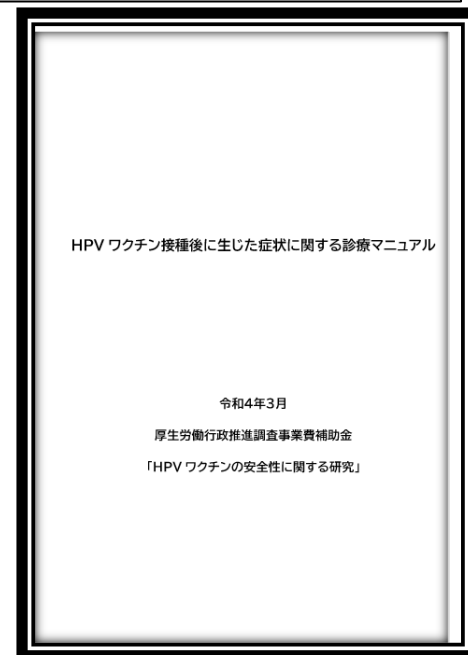 HPV ワクチン接種後に生じた症状に関する診療マニュアル
令和4年3月
厚生労働行政推進調査事業費補助金
「HPV ワクチンの安全性に関する研究」